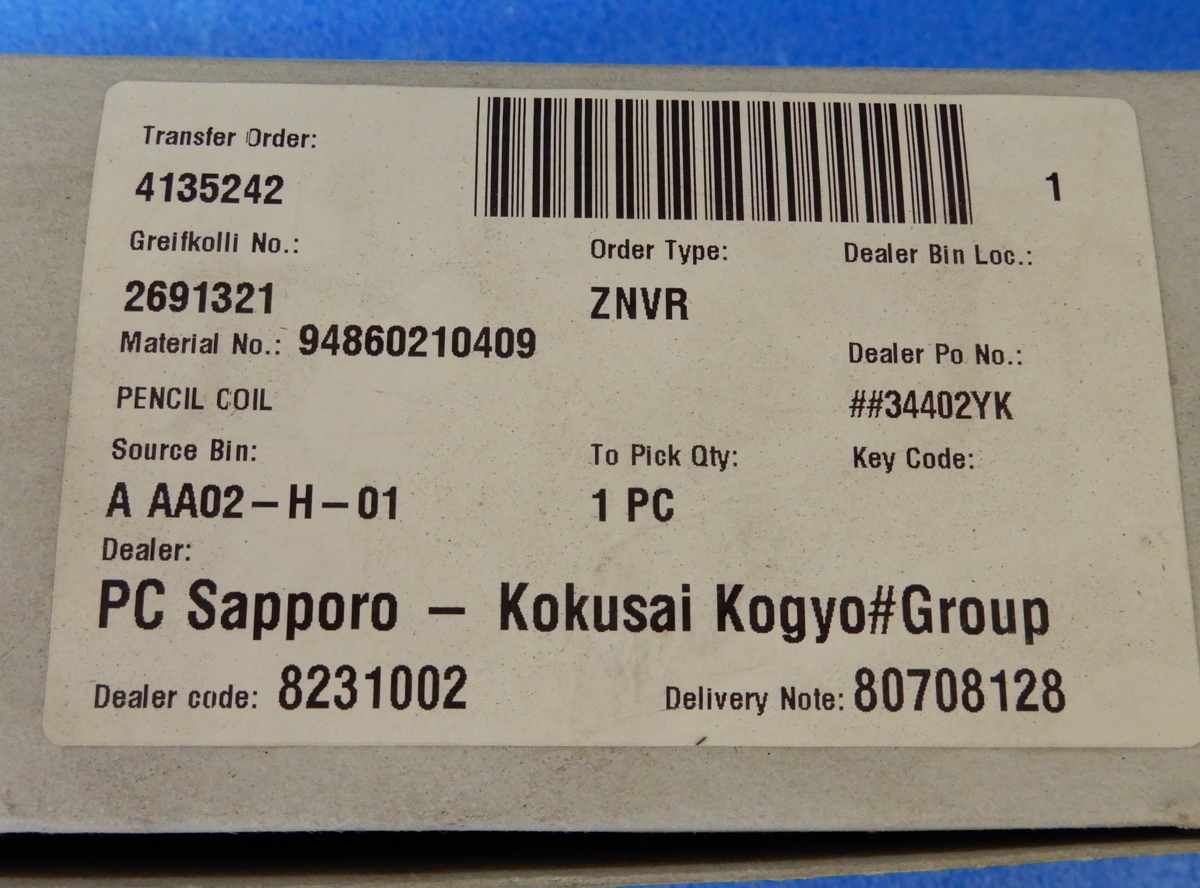 Transfer Order:
4135242
1
Greifkolli No.:
Order Type:
Dealer Bin Loc.:
2691321
ZNVR
Material No.: 94860210409
Dealer Po No.:
PENCIL COIL
##34402YK
Source Bin:
To Pick Qty:
Key Code:
A AA02-H-01
1 PC
Dealer:
PC Sapporo - Kokusai Kogyo#Group
Dealer code: 8231002
Delivery Note: 80708128